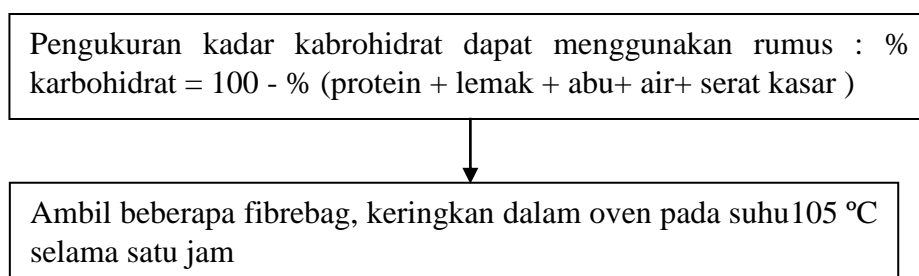 Pengukuran kadar kabrohidrat dapat menggunakan rumus : %
karbohidrat = 100 - % (protein + lemak + abu+ air+ serat kasar )
Ambil beberapa fibrebag, keringkan dalam oven pada suhu105 ºC
selama satu jam